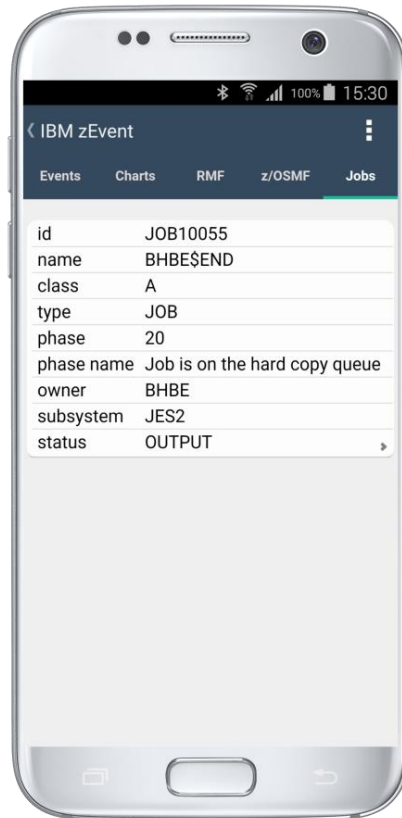 100% 15:30
IBM zEvent
Events Charts RMF z/OSMF Jobs
id JOB10055
name BHBE$END
class A
type JOB
phase 20
phase name Job is on the hard copy queue
owner BHBE
subsystem JES2
status OUTPUT